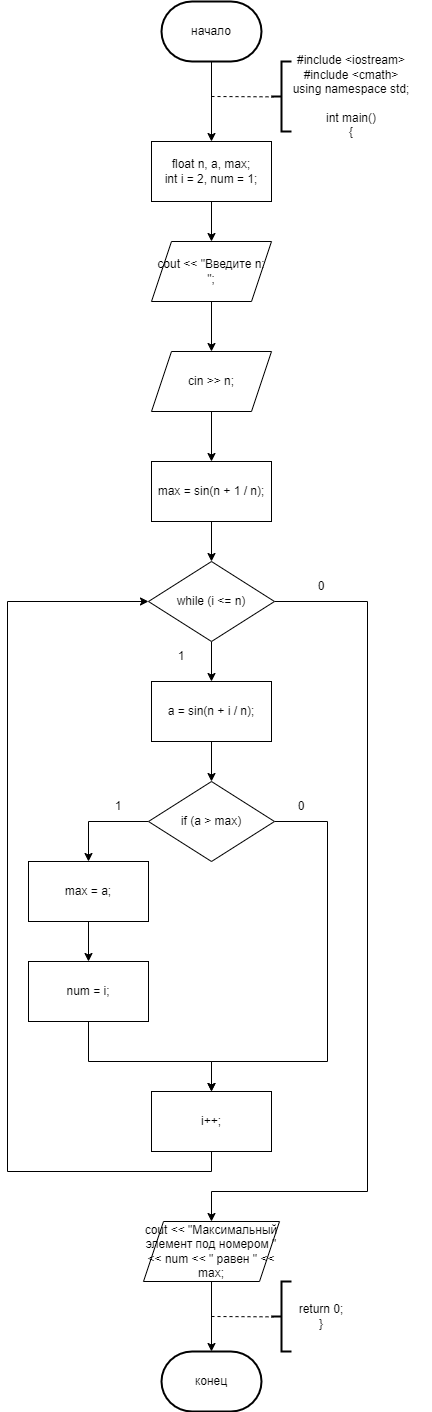 начало
#include <iostream>
#include <cmath>
using namespace std;
int main()
{
float n, a, max;
int i = 2, num = 1;
cout << "Введите n:
";
cin >> n;
max = sin(n + 1 / n);
while (i <= n)
0
1
a = sin(n + i / n);
if (a > max)
1
0
max = a;
num = i;
i++;
cout << "Максимальный
элемент под номером "
<< num << " равен " <<
max;
return 0;
}
конец